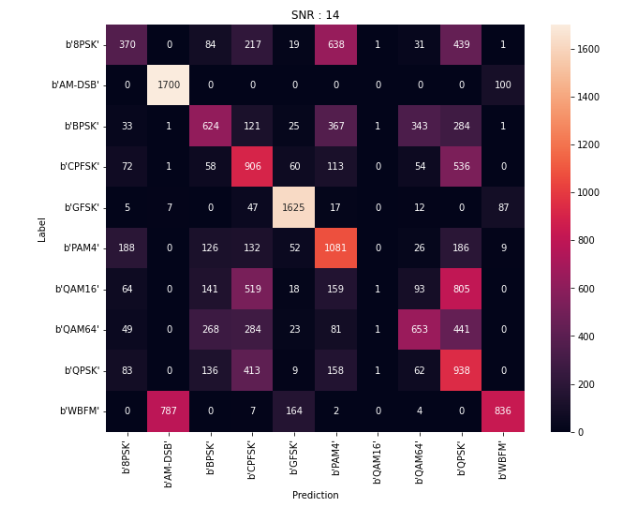 SNR : 14
b'8PSK' 370 0 84 217 19 638 1 31 439 1
b'AM-DSB' 0 1700 0 0 0 0 0 0 0 100
b'BPSK' 33 1 624 121 25 367 1 343 284 1
b'CPFSK' 72 1 58 906 60 113 0 54 536 0
b'GFSK' 5 7 0 47 1625 17 0 12 0 87
b'PAM4' 188 0 126 132 52 1081 0 26 186 9
b'QAM16' 64 0 141 519 18 159 1 93 805 0
b'QAM64' 49 0 268 284 23 81 1 653 441 0
b'QPSK' 83 0 136 413 9 158 1 62 938 0
b'WBFM' 0 787 0 7 164 2 0 4 0 836
Label
b'8PSK' b'AM-DSB' b'BPSK' b'CPFSK' b'GFSK' b'PAM4' b'QAM16' b'QAM64' b'QPSK' b'WBFM'
Prediction
1600
1400
1200
1000
800
600
400
200
0